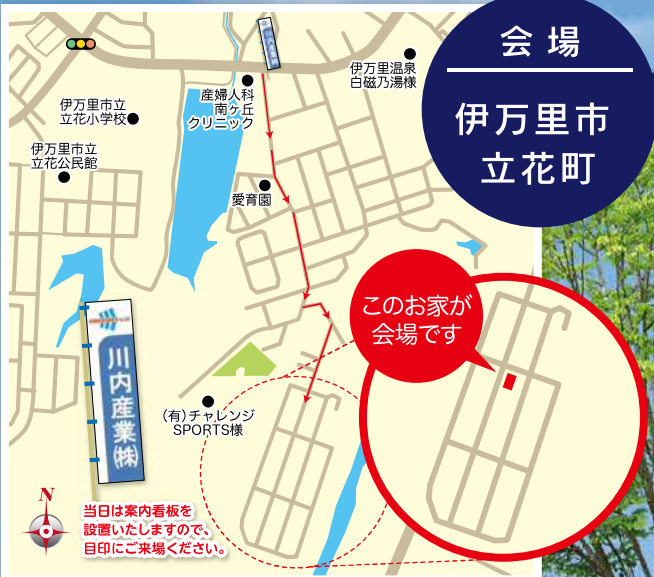 会場
伊万里市
立花町
伊万里温泉
白磁乃湯様
産婦人科
南ヶ丘
クリニック
伊万里市立
立花小学校
伊万里市立
立花公民館
愛育園
このお家が
会場です
川内産業㈱
(有)チャレンジ
SPORTS様
N
当日は案内看板を
設置いたしますので、
目印にご来場ください。